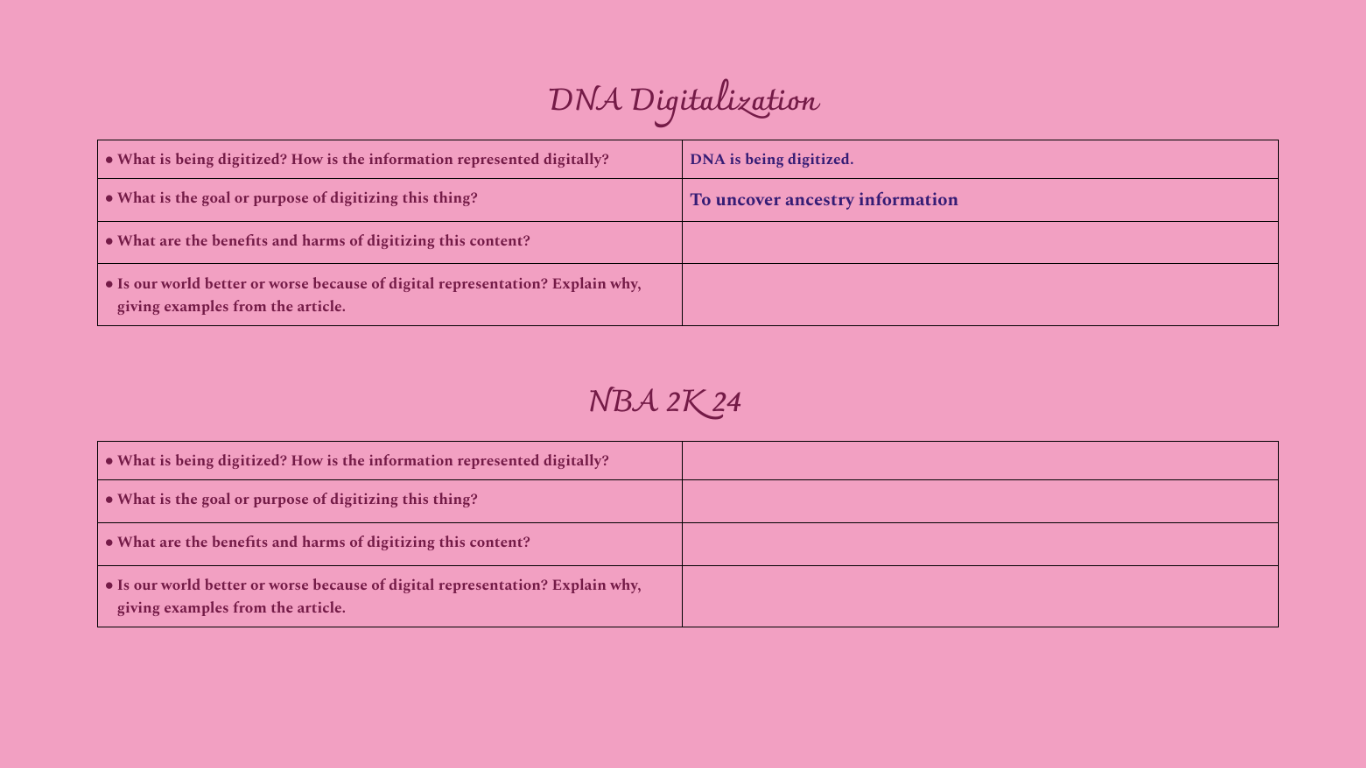 DNA Digitalization
• What is being digitized? How is the information represented digitally?
DNA is being digitized.
• What is the goal or purpose of digitizing this thing?
To uncover ancestry information
• What are the benefits and harms of digitizing this content?
• Is our world better or worse because of digital representation? Explain why,
giving examples from the article.
NBA 2K 24
• What is being digitized? How is the information represented digitally?
• What is the goal or purpose of digitizing this thing?
• What are the benefits and harms of digitizing this content?
• Is our world better or worse because of digital representation? Explain why,
giving examples from the article.